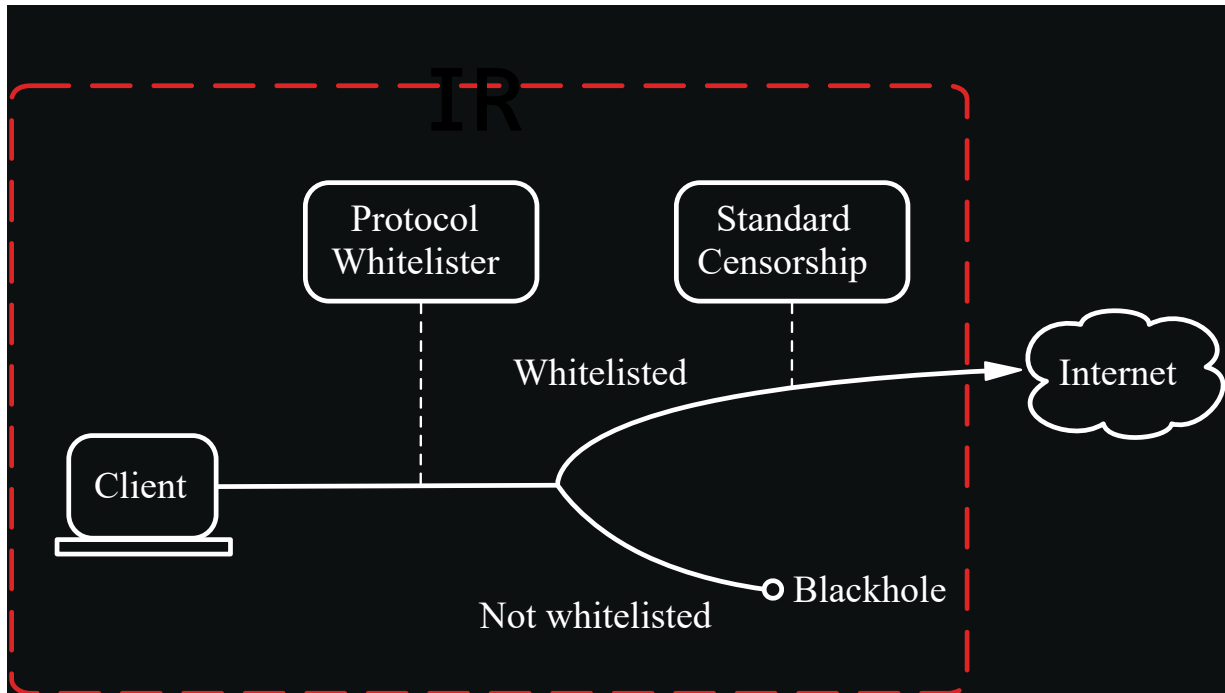 IR
Protocol
Whitelister
Standard
Censorship
Whitelisted
Internet
Client
Blackhole
Not whitelisted